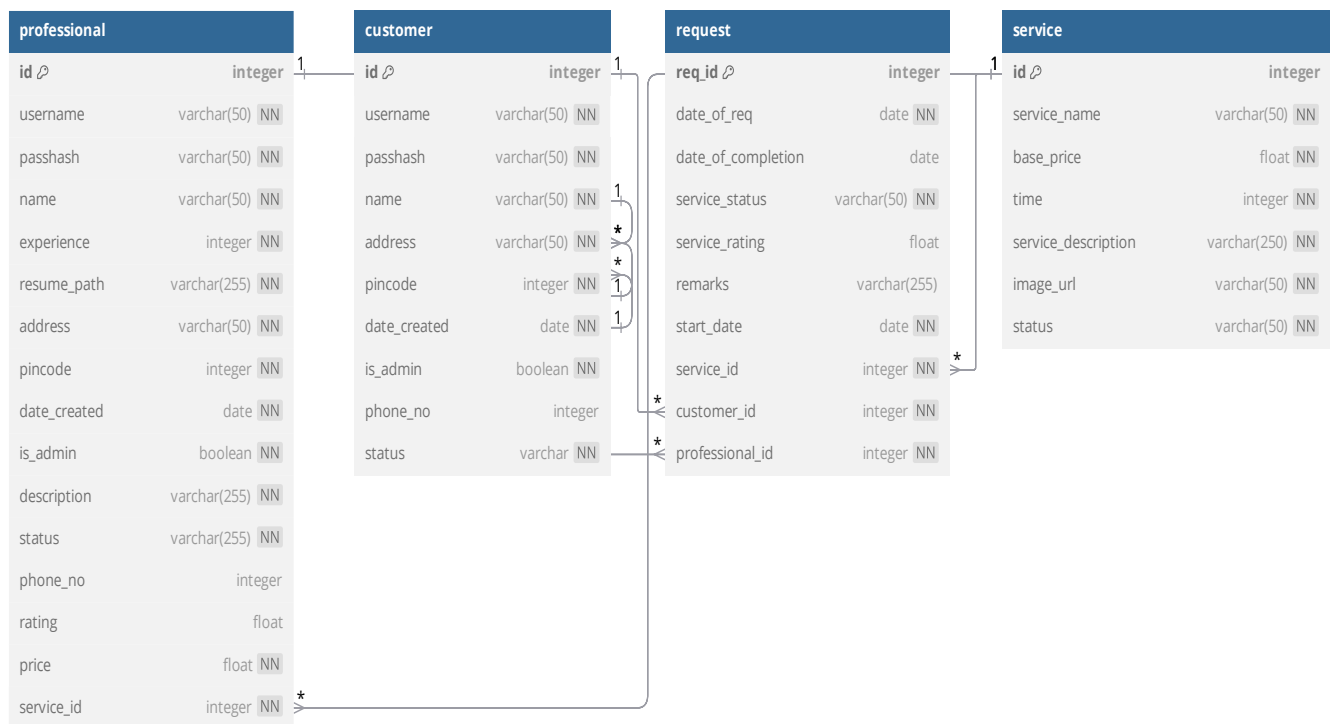 professional
id integer
username varchar(50) NN
passhash varchar(50) NN
name varchar(50) NN
experience integer NN
resume_path varchar(255) NN
address varchar(50) NN
pincode integer NN
date_created date NN
is_admin boolean NN
description varchar(255) NN
status varchar(255) NN
phone_no integer
rating float
price float NN
service_id integer NN
1
*
customer
id integer
username varchar(50) NN
passhash varchar(50) NN
name varchar(50) NN
address varchar(50) NN
pincode integer NN
date_created date NN
is_admin boolean NN
phone_no integer
status varchar NN
1
1
*
*
1
1
*
*
request
req_id integer
date_of_req date NN
date_of_completion date
service_status varchar(50) NN
service_rating float
remarks varchar(255)
start_date date NN
service_id integer NN
customer_id integer NN
professional_id integer NN
1
*
service
id integer
service_name varchar(50) NN
base_price float NN
time integer NN
service_description varchar(250) NN
image_url varchar(50) NN
status varchar(50) NN